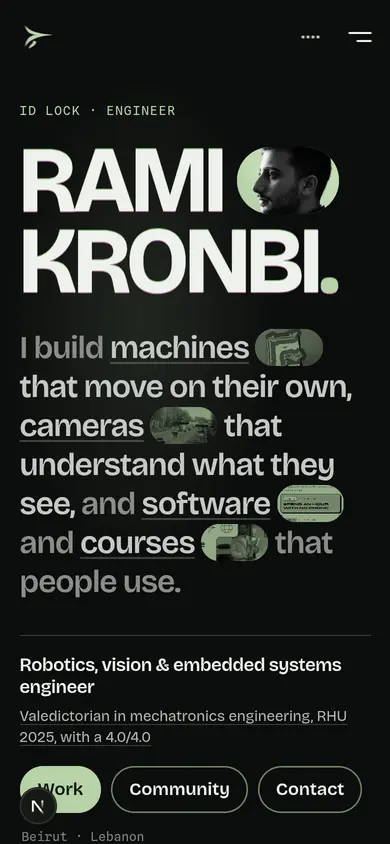 ID LOCK · ENGINEER
RAMI
KRONBI.
I build machines
that move on their own,
cameras that
understand what they
see, and software
and courses that
people use.
Robotics, vision & embedded systems
engineer
Valedictorian in mechatronics engineering, RHU
2025, with a 4.0/4.0
Work Community Contact
N
Beirut · Lebanon